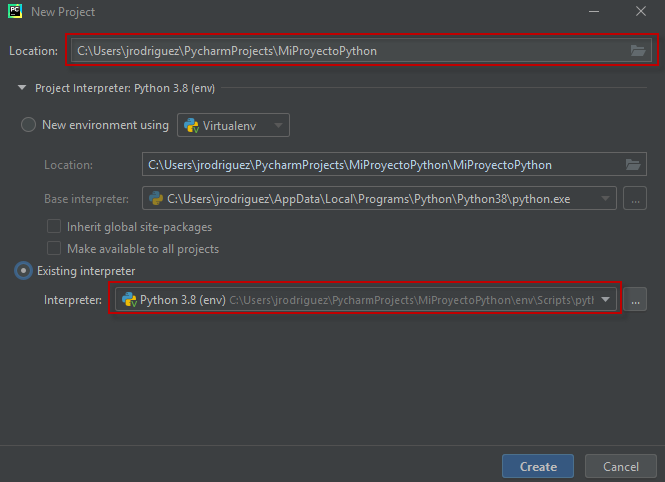 PC New Project
Location: C:\Users\jrodriguez\PycharmProjects\MiProyectoPython
Project Interpreter: Python 3.8 (env)
New environment using Virtualenv
Location: C:\Users\jrodriguez\PycharmProjects\MiProyectoPython\MiProyectoPython
Base interpreter: C:\Users\jrodriguez\AppData\Local\Programs\Python\Python38\python.exe ...
Inherit global site-packages
Make available to all projects
Existing interpreter
Interpreter: Python 3.8 (env) C:\Users\jrodriguez\PycharmProjects\MiProyectoPython\env\Scripts\pyth ...
Create Cancel